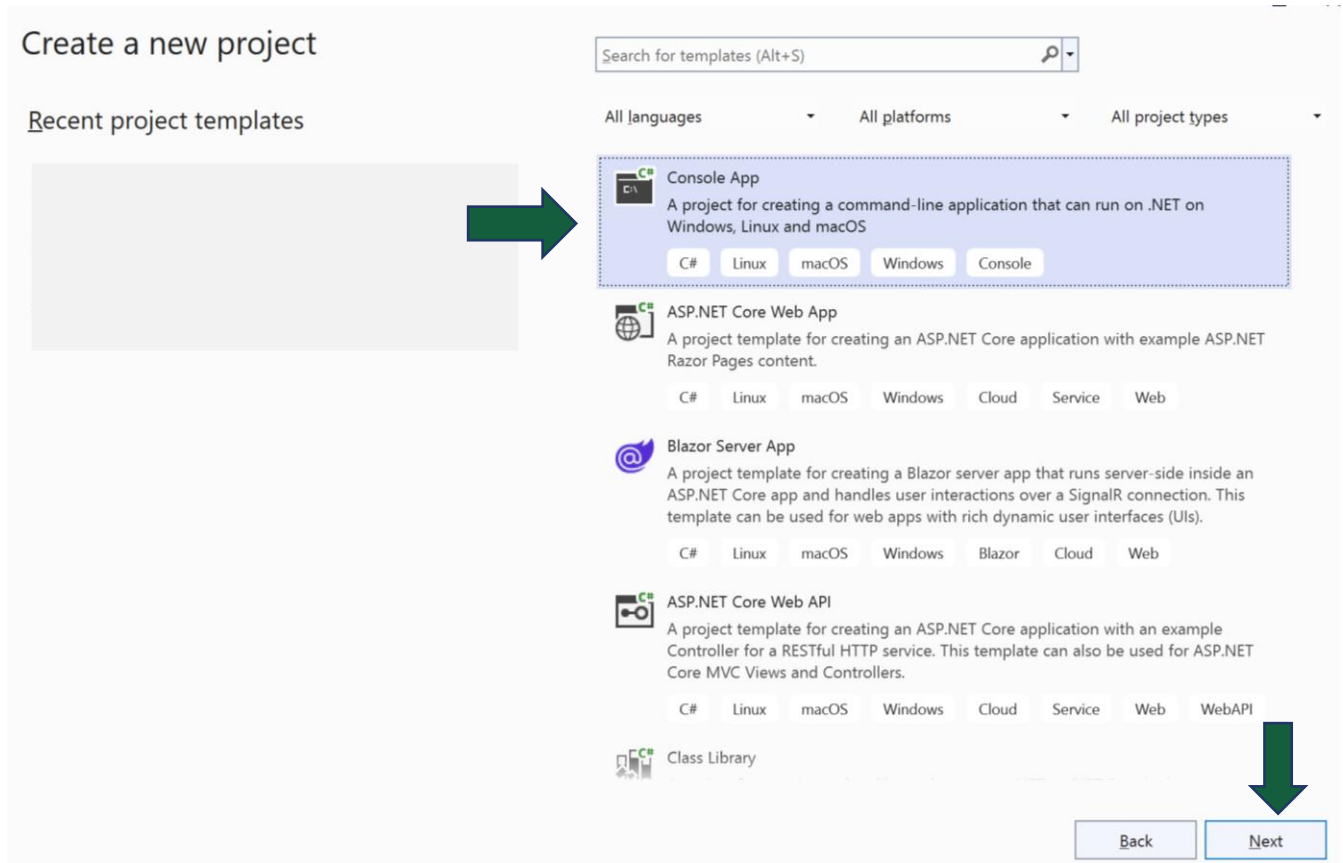 Create a new project
Search for templates (Alt+S)
Recent project templates
All languages
All platforms
All project types
C#
C:\
Console App
A project for creating a command-line application that can run on .NET on
Windows, Linux and macOS
C# Linux macOS Windows Console
C#
ASP.NET Core Web App
A project template for creating an ASP.NET Core application with example ASP.NET
Razor Pages content.
C# Linux macOS Windows Cloud Service Web
@
Blazor Server App
A project template for creating a Blazor server app that runs server-side inside an
ASP.NET Core app and handles user interactions over a SignalR connection. This
template can be used for web apps with rich dynamic user interfaces (UIs).
C# Linux macOS Windows Blazor Cloud Web
C#
ASP.NET Core Web API
A project template for creating an ASP.NET Core application with an example
Controller for a RESTful HTTP service. This template can also be used for ASP.NET
Core MVC Views and Controllers.
C# Linux macOS Windows Cloud Service Web WebAPI
C#
Class Library
Back
Next